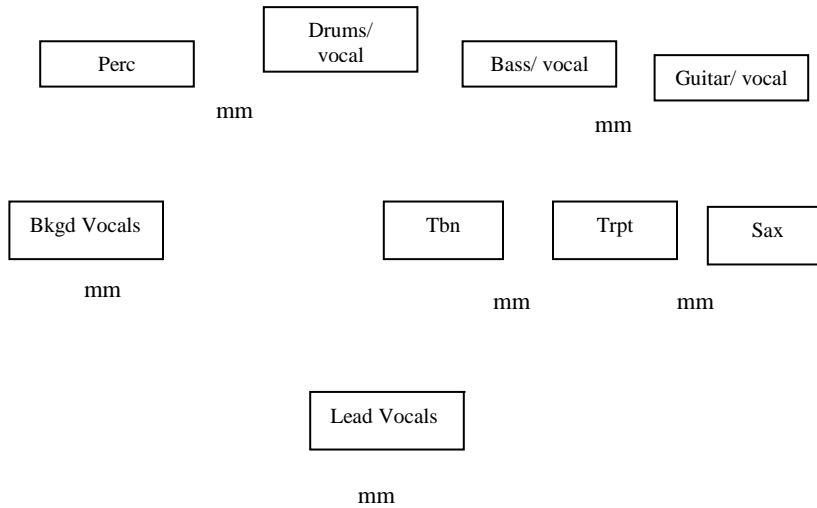 Drums/
vocal
Perc
Bass/ vocal
Guitar/ vocal
mm
mm
Bkgd Vocals
Tbn
Trpt
Sax
mm
mm
mm
Lead Vocals
mm